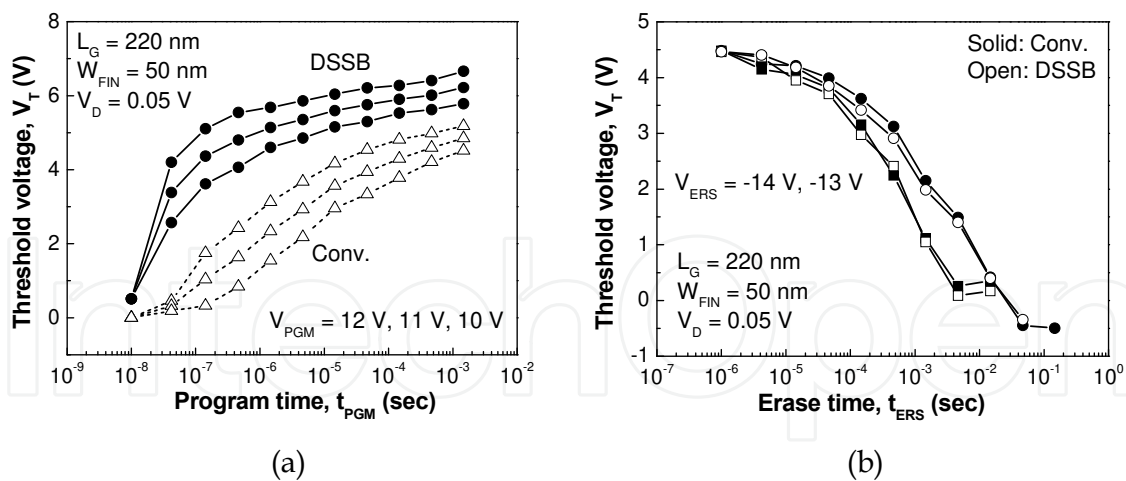 8
6
4
2
0
Threshold voltage, V_T (V)
L_G = 220 nm
W_FIN = 50 nm
V_D = 0.05 V
DSSB
Conv.
V_PGM = 12 V, 11 V, 10 V
10^-9 10^-8 10^-7 10^-6 10^-5 10^-4 10^-3 10^-2
Program time, t_PGM (sec)
(a)
5
4
3
2
1
0
-1
Threshold voltage, V_T (V)
Solid: Conv.
Open: DSSB
V_ERS = -14 V, -13 V
L_G = 220 nm
W_FIN = 50 nm
V_D = 0.05 V
10^-7 10^-6 10^-5 10^-4 10^-3 10^-2 10^-1 10^0
Erase time, t_ERS (sec)
(b)
IntechOpen